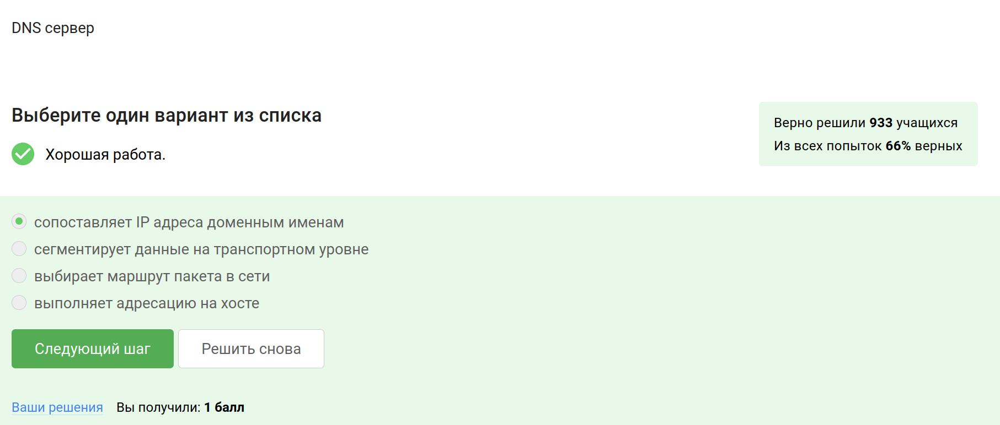 DNS сервер
Выберите один вариант из списка
Хорошая работа.
Верно решили 933 учащихся
Из всех попыток 66% верных
сопоставляет IP адреса доменным именам
сегментирует данные на транспортном уровне
выбирает маршрут пакета в сети
выполняет адресацию на хосте
Следующий шаг
Решить снова
Ваши решения
Вы получили: 1 балл